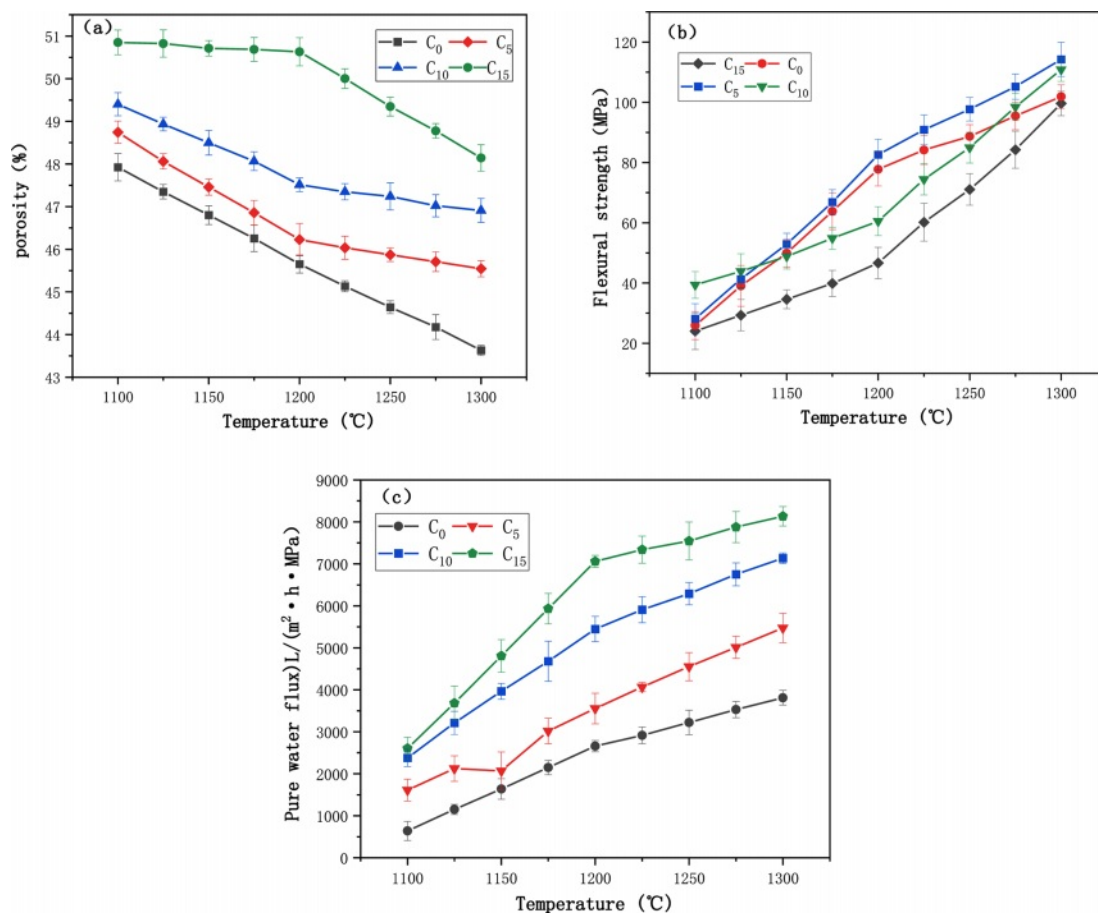 (a)
C₀ C₅
C₁₀ C₁₅
51
50
49
48
47
46
45
44
43
porosity (%)
1100 1150 1200 1250 1300
Temperature (℃)
(b)
C₁₅ C₀
C₅ C₁₀
120
100
80
60
40
20
Flexural strength (MPa)
1100 1150 1200 1250 1300
Temperature (℃)
(c)
C₀ C₅
C₁₀ C₁₅
9000
8000
7000
6000
5000
4000
3000
2000
1000
0
Pure water flux)L/(m²·h·MPa)
1100 1150 1200 1250 1300
Temperature (℃)